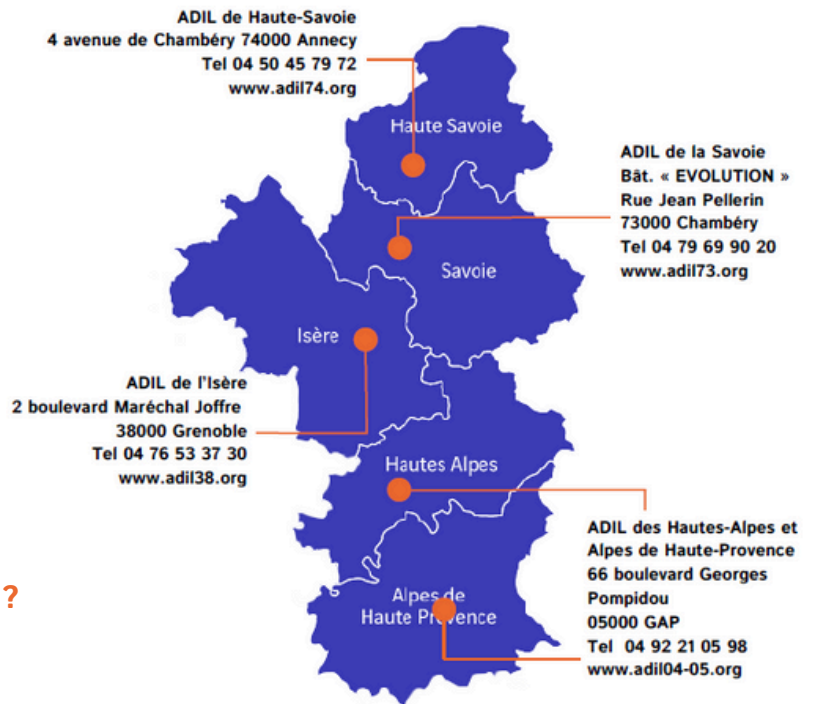 ADIL de Haute-Savoie
4 avenue de Chambéry 74000 Annecy
Tel 04 50 45 79 72
www.adil74.org
Haute Savoie
ADIL de la Savoie
Bât. « EVOLUTION »
Rue Jean Pellerin
73000 Chambéry
Tel 04 79 69 90 20
www.adil73.org
Savoie
Isère
ADIL de l'Isère
2 boulevard Maréchal Joffre
38000 Grenoble
Tel 04 76 53 37 30
www.adil38.org
Hautes Alpes
ADIL des Hautes-Alpes et
Alpes de Haute-Provence
66 boulevard Georges
Pompidou
05000 GAP
Tel 04 92 21 05 98
www.adil04-05.org
?
Alpes de
Haute Provence